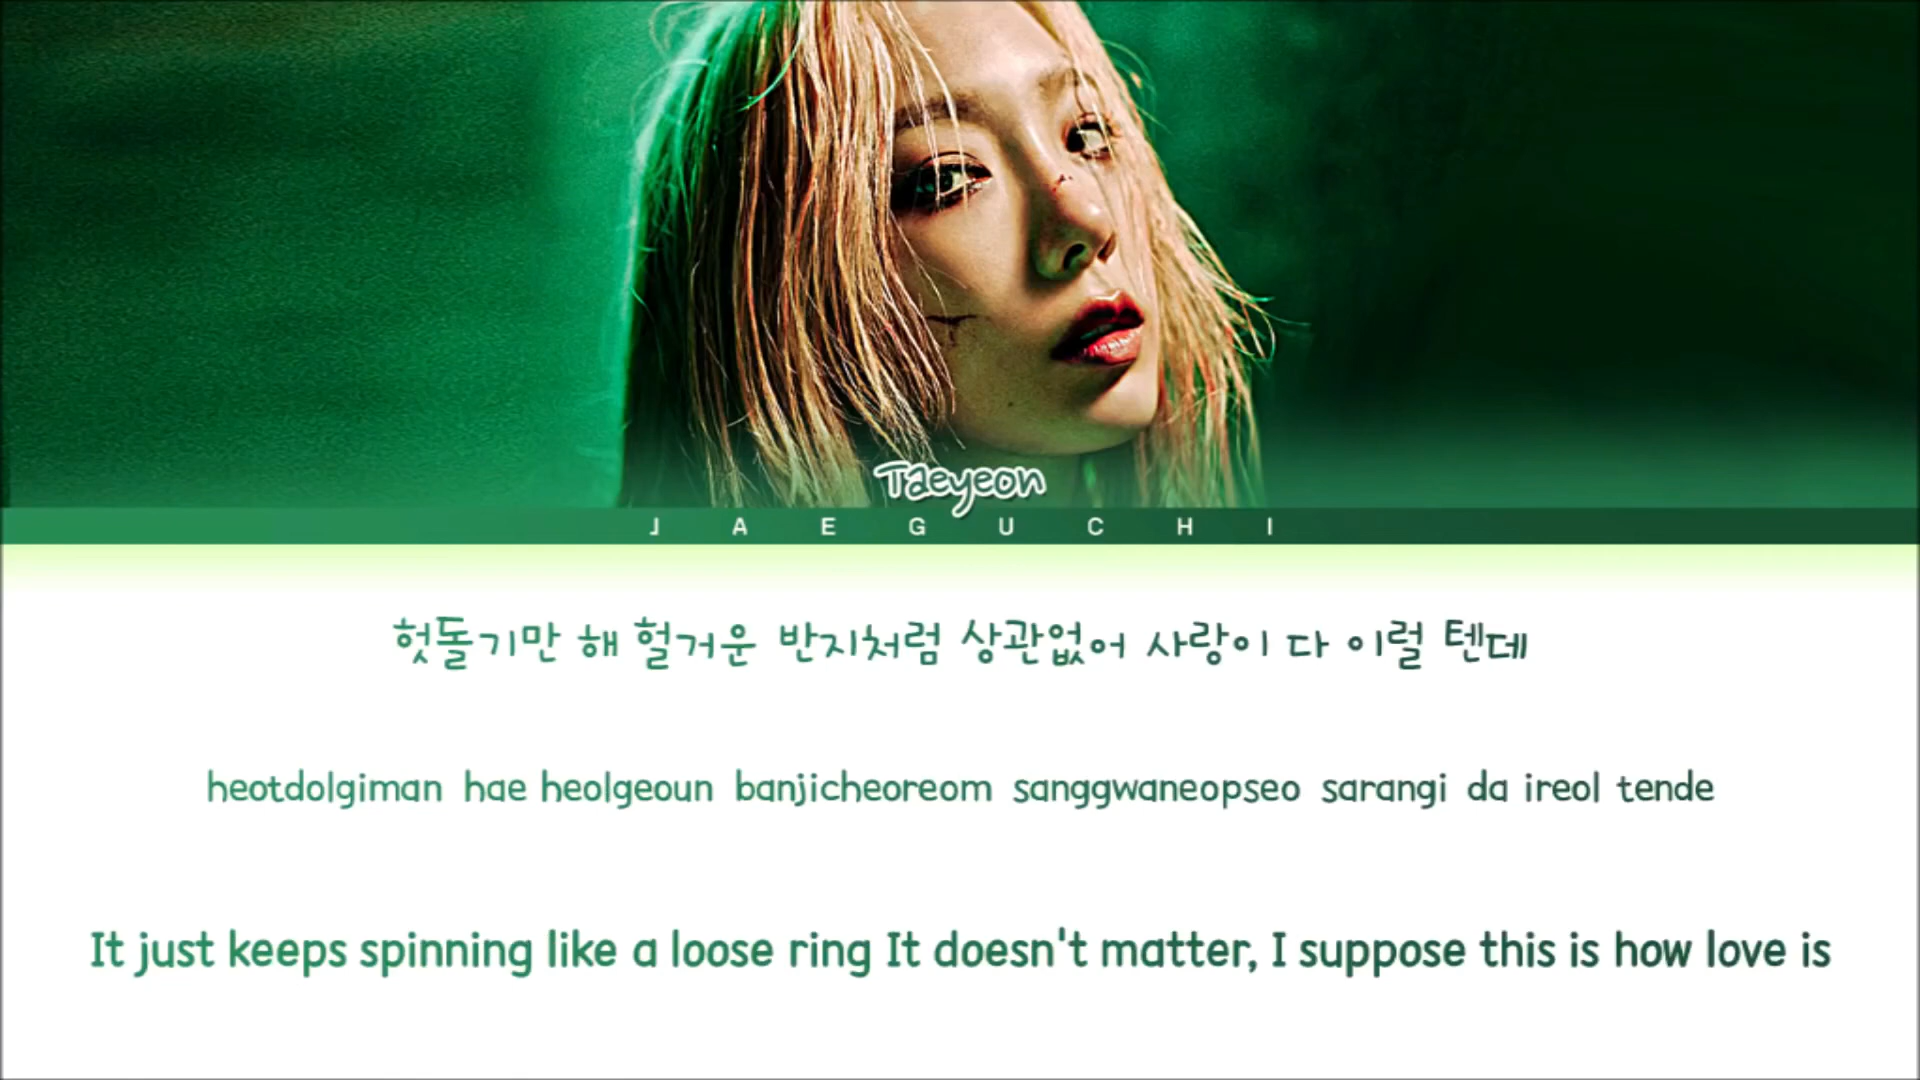 Taeyeon
JAEGUCHI
헛돌기만 해 헐거운 반지처럼 상관없어 사랑이 다 이럴 텐데
heotdolgiman hae heolgeoun banjicheoreom sanggwaneopseo sarangi da ireol tende
It just keeps spinning like a loose ring It doesn't matter, I suppose this is how love is